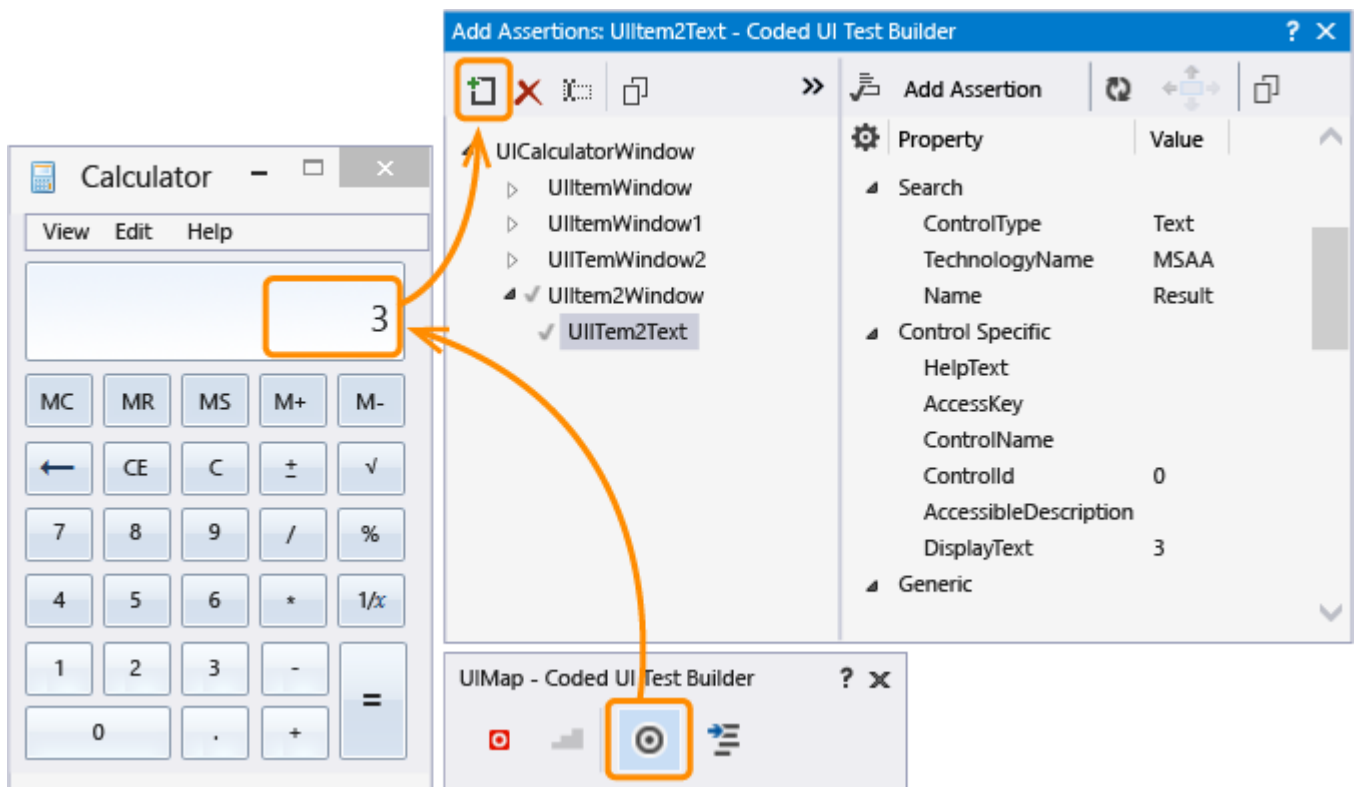 Add Assertions: UIItem2Text - Coded UI Test Builder ? X
» Add Assertion
Property Value
UICalculatorWindow
UIItemWindow
UIItemWindow1
UIITemWindow2
UIItem2Window
UIITem2Text
Search
ControlType Text
TechnologyName MSAA
Name Result
Control Specific
HelpText
AccessKey
ControlName
ControlId 0
AccessibleDescription
DisplayText 3
Generic
Calculator
View Edit Help
3
MC MR MS M+ M-
← CE C ± √
7 8 9 / %
4 5 6 * 1/x
1 2 3 - =
0 . +
UIMap - Coded UI Test Builder ? X